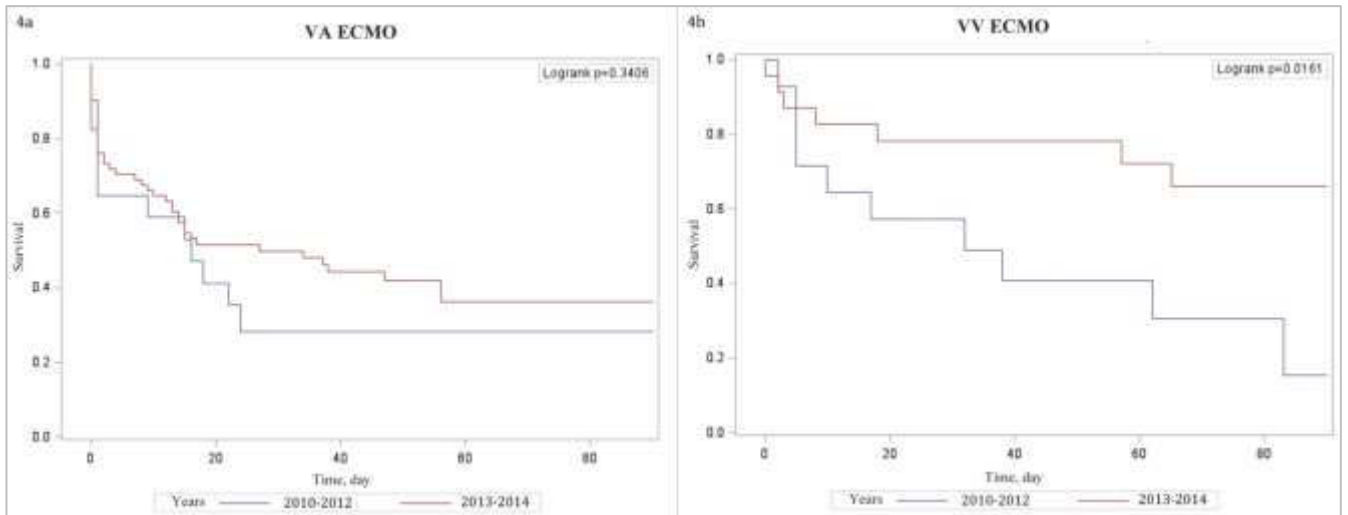 4a
VA ECMO
Logrank p=0.3406
1.0
0.8
0.6
0.4
0.2
0.0
Survival
0 20 40 60 80
Time, day
Years 2010-2012 2013-2014
4b
VV ECMO
Logrank p=0.0161
1.0
0.8
0.6
0.4
0.2
0.0
Survival
0 20 40 60 80
Time, day
Years 2010-2012 2013-2014